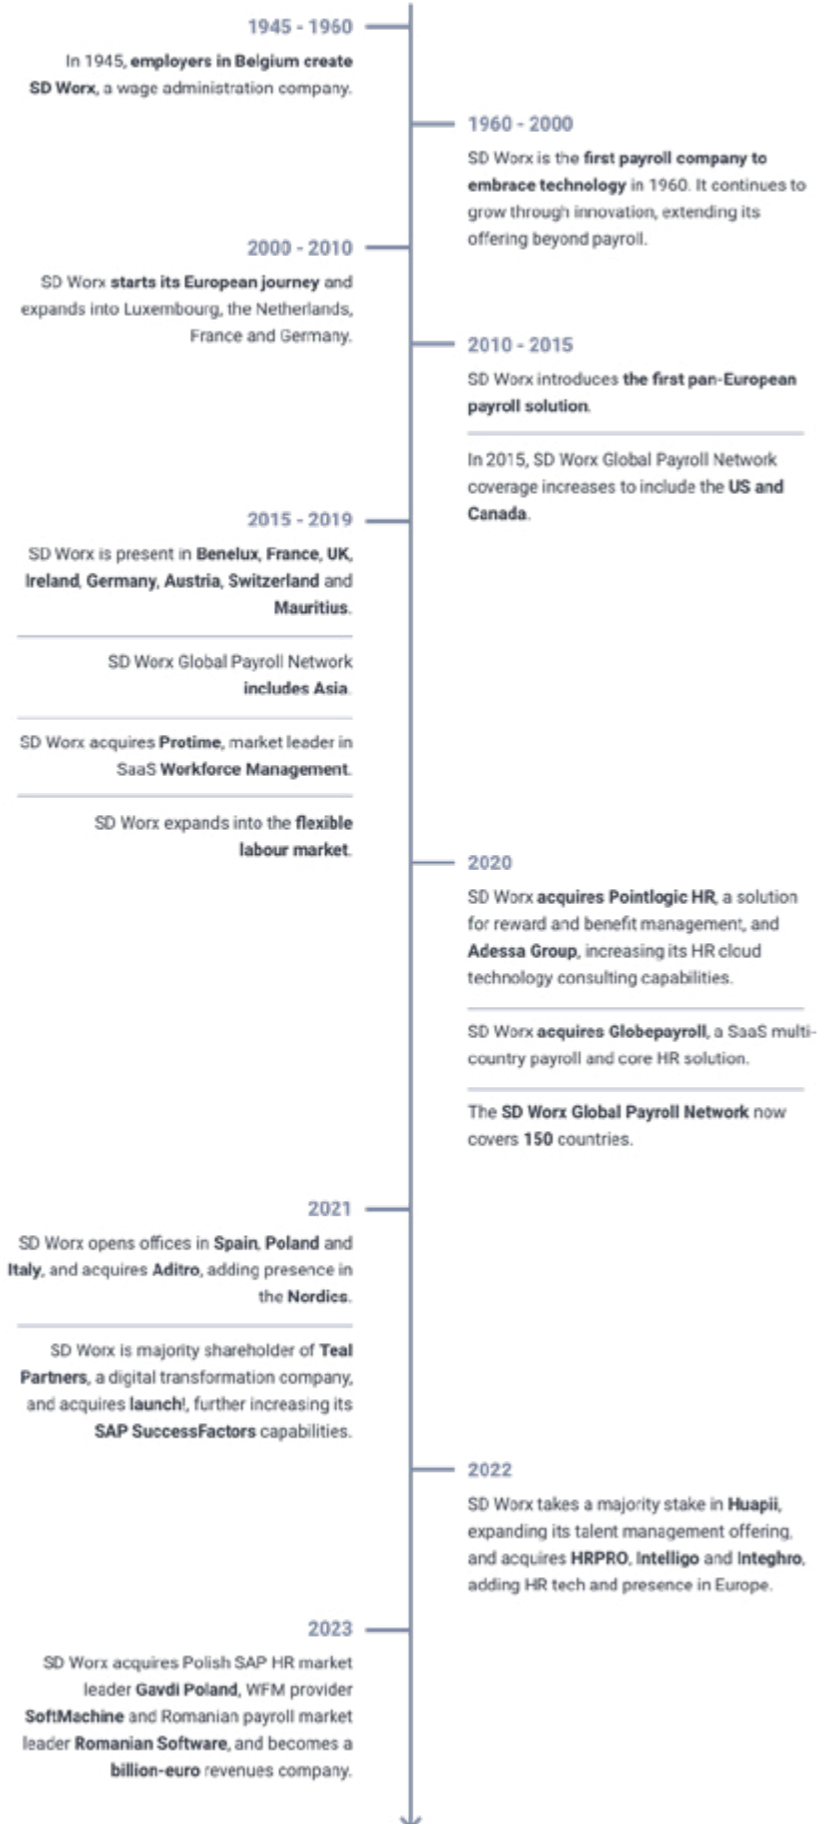 1945 - 1960
In 1945, employers in Belgium create
SD Worx, a wage administration company.
1960 - 2000
SD Worx is the first payroll company to
embrace technology in 1960. It continues to
grow through innovation, extending its
offering beyond payroll.
2000 - 2010
SD Worx starts its European journey and
expands into Luxembourg, the Netherlands,
France and Germany.
2010 - 2015
SD Worx introduces the first pan-European
payroll solution.
In 2015, SD Worx Global Payroll Network
coverage increases to include the US and
Canada.
2015 - 2019
SD Worx is present in Benelux, France, UK,
Ireland, Germany, Austria, Switzerland and
Mauritius.
SD Worx Global Payroll Network
includes Asia.
SD Worx acquires Protime, market leader in
SaaS Workforce Management.
SD Worx expands into the flexible
labour market.
2020
SD Worx acquires Pointlogic HR, a solution
for reward and benefit management, and
Adessa Group, increasing its HR cloud
technology consulting capabilities.
SD Worx acquires Globepayroll, a SaaS multi-
country payroll and core HR solution.
The SD Worx Global Payroll Network now
covers 150 countries.
2021
SD Worx opens offices in Spain, Poland and
Italy, and acquires Aditro, adding presence in
the Nordics.
SD Worx is majority shareholder of Teal
Partners, a digital transformation company,
and acquires launch!, further increasing its
SAP SuccessFactors capabilities.
2022
SD Worx takes a majority stake in Huapii,
expanding its talent management offering,
and acquires HRPRO, Intelligo and Integhro,
adding HR tech and presence in Europe.
2023
SD Worx acquires Polish SAP HR market
leader Gavdi Poland, WFM provider
SoftMachine and Romanian payroll market
leader Romanian Software, and becomes a
billion-euro revenues company.